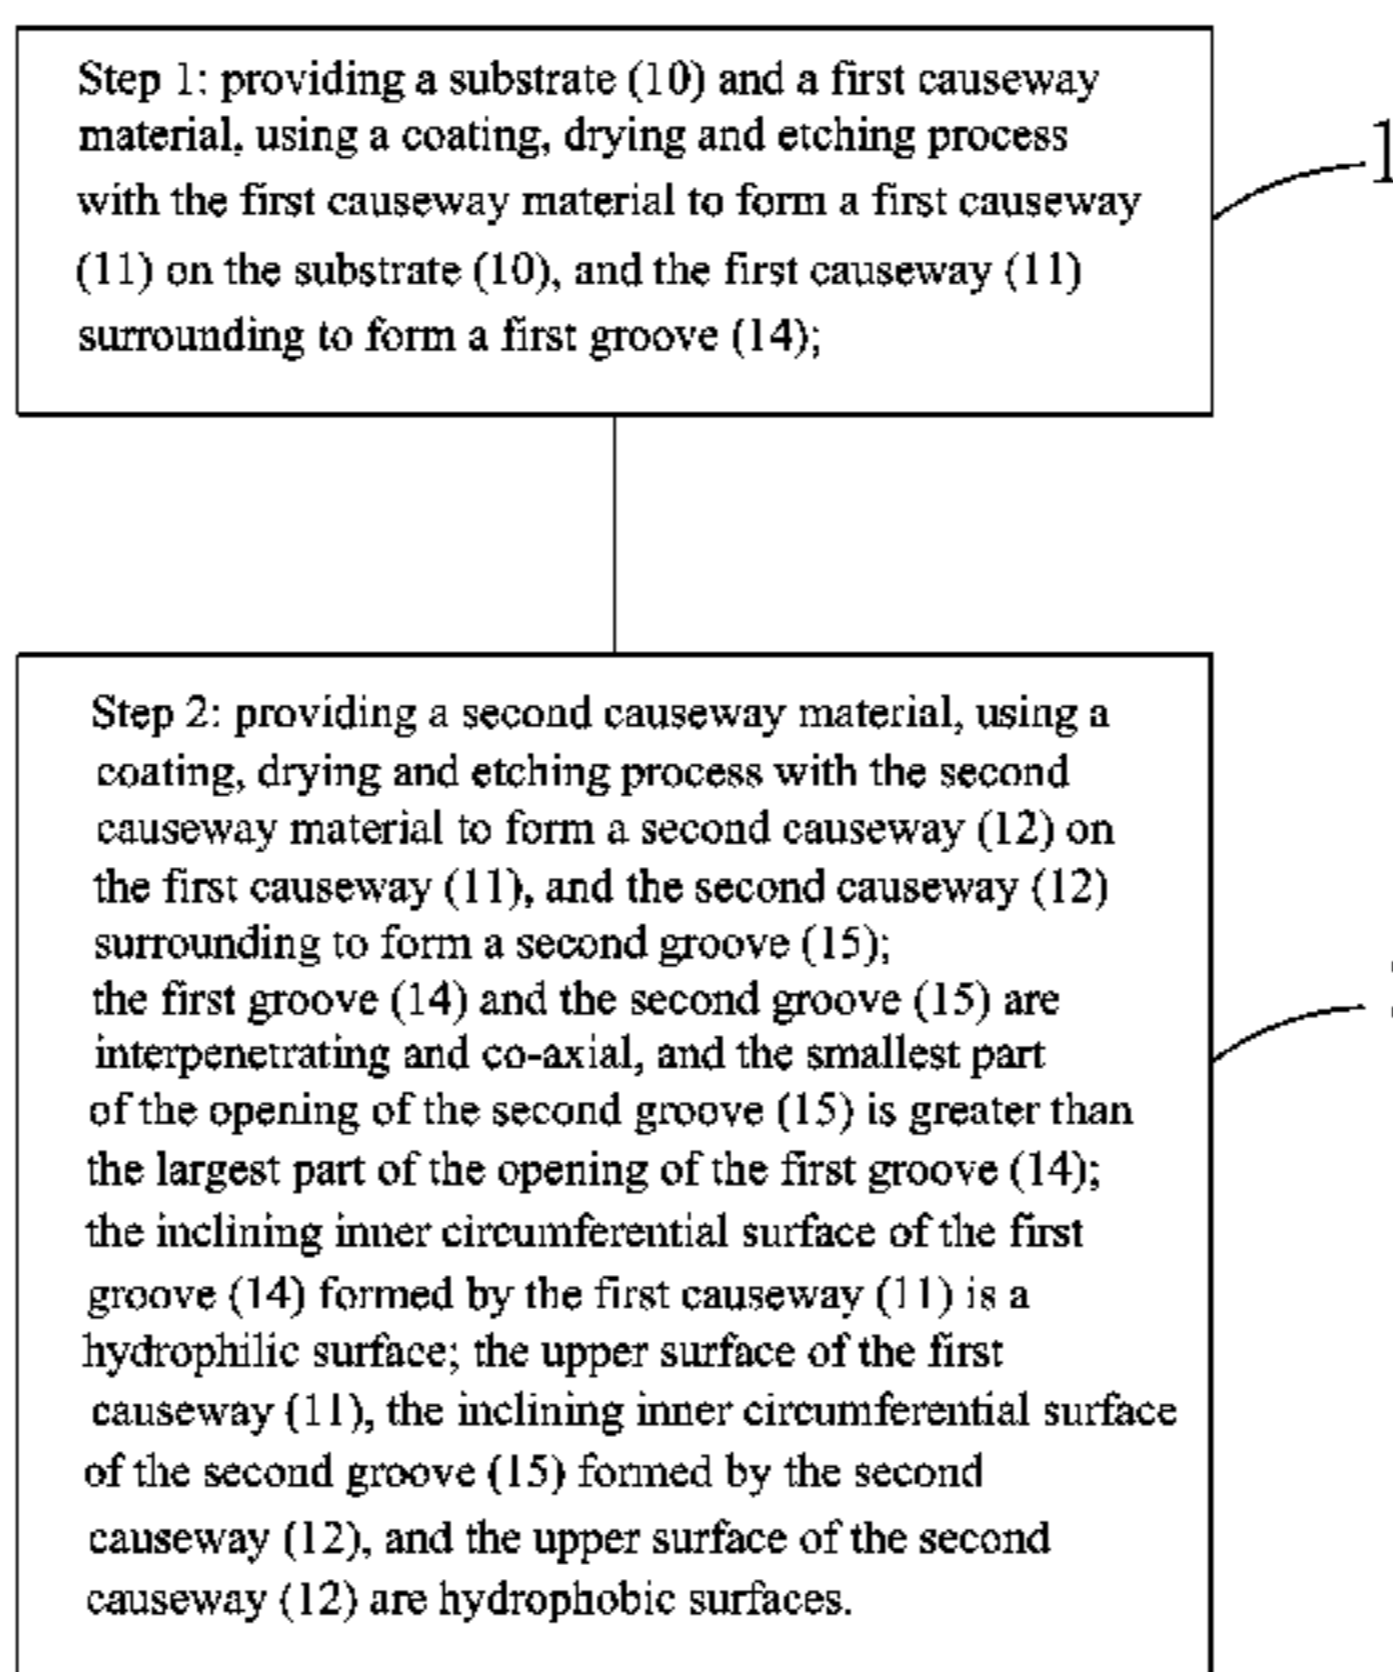 Step 1: providing a substrate (10) and a first causeway
material, using a coating, drying and etching process
with the first causeway material to form a first causeway
(11) on the substrate (10), and the first causeway (11)
surrounding to form a first groove (14);
1
Step 2: providing a second causeway material, using a
coating, drying and etching process with the second
causeway material to form a second causeway (12) on
the first causeway (11), and the second causeway (12)
surrounding to form a second groove (15);
the first groove (14) and the second groove (15) are
interpenetrating and co-axial, and the smallest part
of the opening of the second groove (15) is greater than
the largest part of the opening of the first groove (14);
the inclining inner circumferential surface of the first
groove (14) formed by the first causeway (11) is a
hydrophilic surface; the upper surface of the first
causeway (11), the inclining inner circumferential surface
of the second groove (15) formed by the second
causeway (12), and the upper surface of the second
causeway (12) are hydrophobic surfaces.